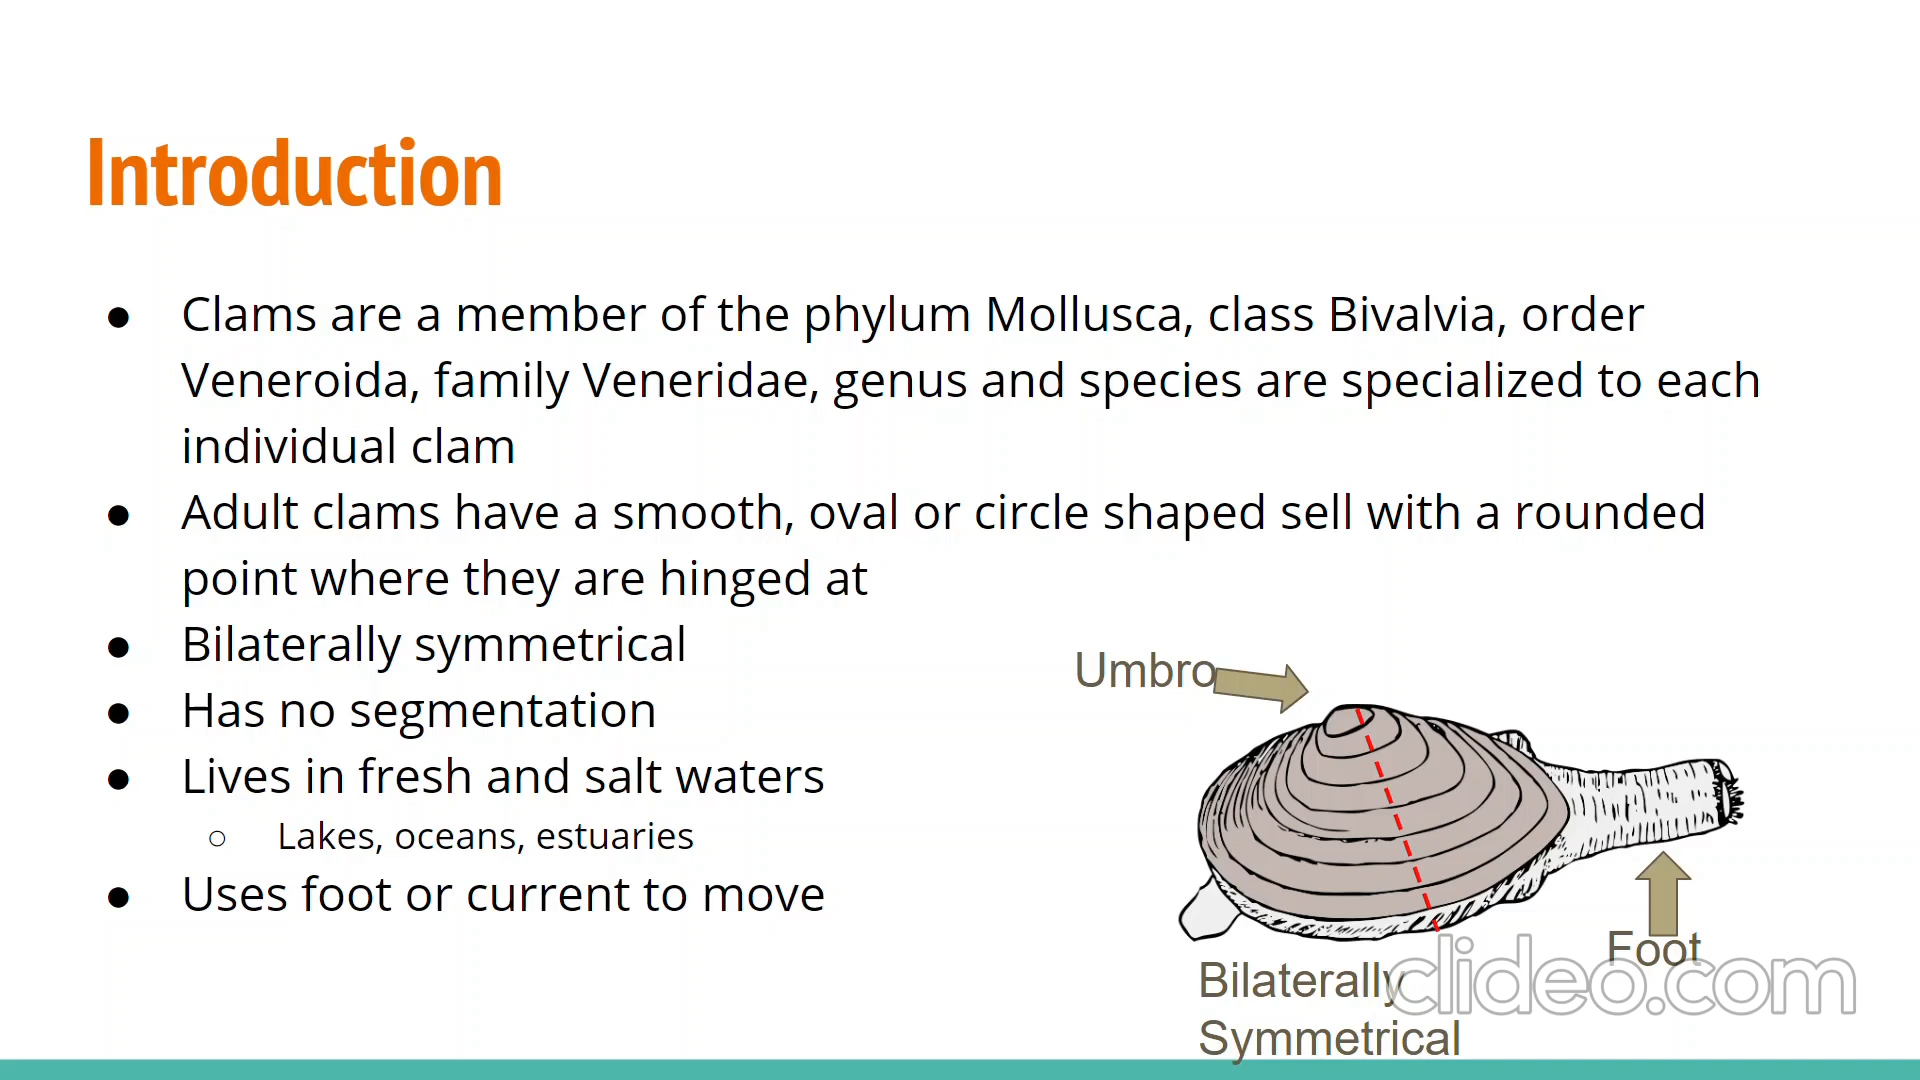 Introduction
● Clams are a member of the phylum Mollusca, class Bivalvia, order
Veneroida, family Veneridae, genus and species are specialized to each
individual clam
● Adult clams have a smooth, oval or circle shaped sell with a rounded
point where they are hinged at
● Bilaterally symmetrical
● Has no segmentation
● Lives in fresh and salt waters
○ Lakes, oceans, estuaries
● Uses foot or current to move
Umbro
Foot
Bilaterally
Symmetrical
clideo.com